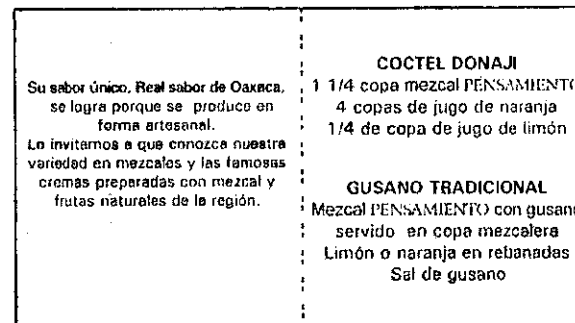 Su sabor único, Real sabor de Oaxaca,
se logra porque se produce en
forma artesanal.
Lo invitamos a que conozca nuestra
variedad en mezcales y las famosas
cremas preparadas con mezcal y
frutas naturales de la región.
COCTEL DONAJI
1 1/4 copa mezcal PENSAMIENTO
4 copas de jugo de naranja
1/4 de copa de jugo de limón
GUSANO TRADICIONAL
Mezcal PENSAMIENTO con gusano
servido en copa mezcalera
Limón o naranja en rebanadas
Sal de gusano